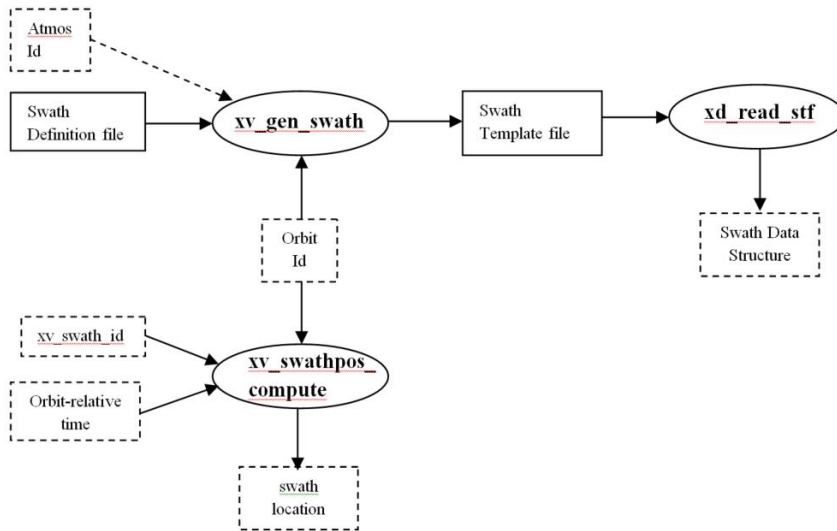 Atmos
Id
Swath
Definition file
xv_gen_swath
Swath
Template file
xd_read_stf
Swath Data
Structure
Orbit
Id
xv_swath_id
xv_swathpos_
compute
Orbit-relative
time
swath
location